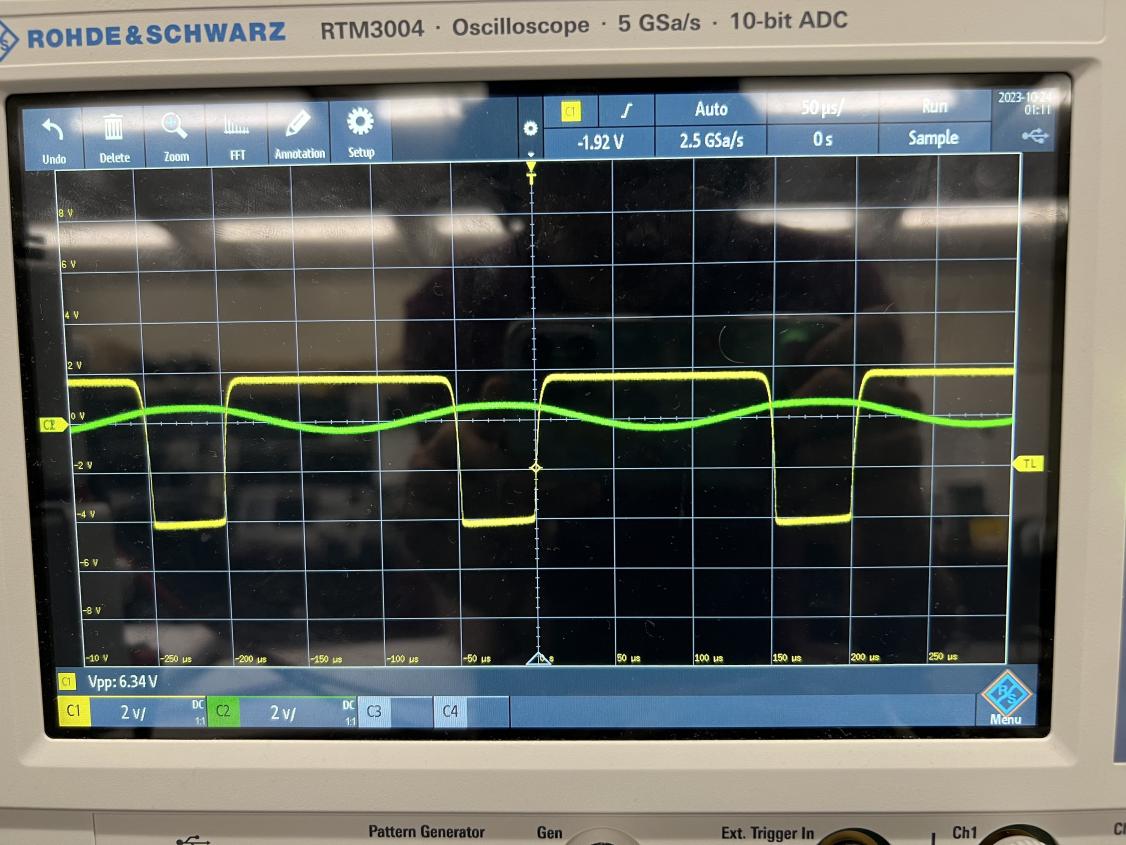 ROHDE&SCHWARZ RTM3004 · Oscilloscope · 5 GSa/s · 10-bit ADC
Undo Delete Zoom FFT Annotation Setup
C1 Auto 50 µs/ Run
-1.92 V 2.5 GSa/s 0 s Sample
2023-10-24
01:11
T
8 V
6 V
4 V
2 V
0 V
-2 V
TL
-4 V
-6 V
-8 V
-10 V -250 µs -200 µs -150 µs -100 µs -50 µs 0 s 50 µs 100 µs 150 µs 200 µs 250 µs
C1 Vpp: 6.34 V
C1 2 V/ DC 1:1 C2 2 V/ DC 1:1 C3 C4
R S
Menu
Pattern Generator Gen Ext. Trigger In Ch1